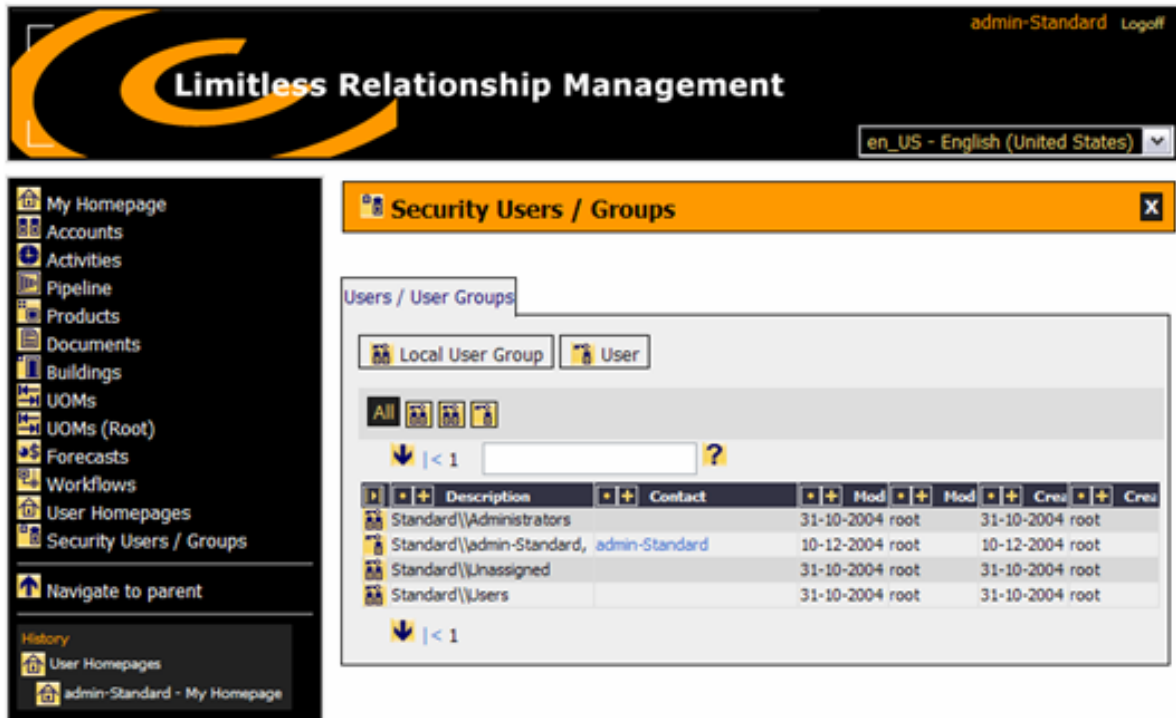 admin-Standard Logoff
Limitless Relationship Management
en_US - English (United States)
My Homepage
Accounts
Activities
Pipeline
Products
Documents
Buildings
UOMs
UOMs (Root)
Forecasts
Workflows
User Homepages
Security Users / Groups
Navigate to parent
History
User Homepages
admin-Standard - My Homepage
Security Users / Groups X
Users / User Groups
Local User Group User
All
|< 1 ?
Description Contact Mod Mod Crea Crea
Standard\\Administrators 31-10-2004 root 31-10-2004 root
Standard\\admin-Standard, admin-Standard 10-12-2004 root 10-12-2004 root
Standard\\Unassigned 31-10-2004 root 31-10-2004 root
Standard\\Users 31-10-2004 root 31-10-2004 root
|< 1